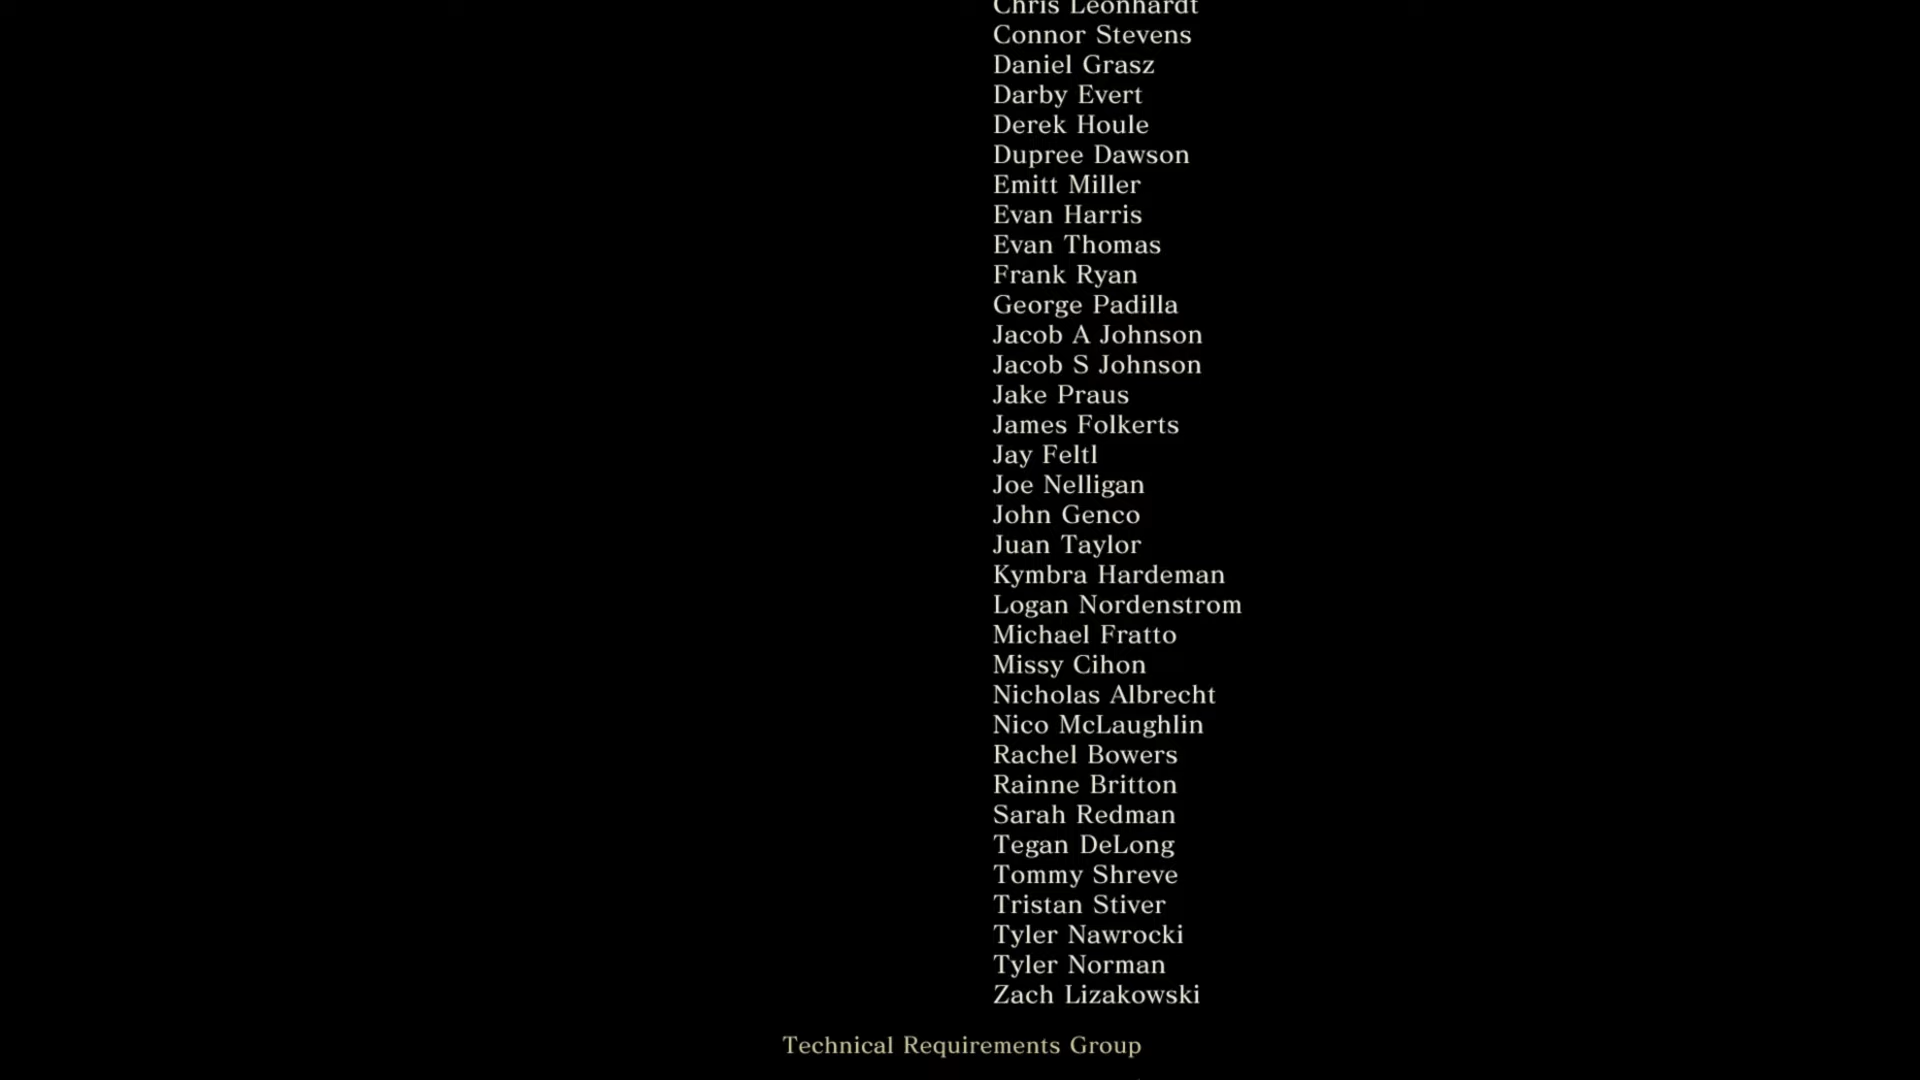 Chris Leonhardt
Connor Stevens
Daniel Grasz
Darby Evert
Derek Houle
Dupree Dawson
Emitt Miller
Evan Harris
Evan Thomas
Frank Ryan
George Padilla
Jacob A Johnson
Jacob S Johnson
Jake Praus
James Folkerts
Jay Feltl
Joe Nelligan
John Genco
Juan Taylor
Kymbra Hardeman
Logan Nordenstrom
Michael Fratto
Missy Cihon
Nicholas Albrecht
Nico McLaughlin
Rachel Bowers
Rainne Britton
Sarah Redman
Tegan DeLong
Tommy Shreve
Tristan Stiver
Tyler Nawrocki
Tyler Norman
Zach Lizakowski
Technical Requirements Group